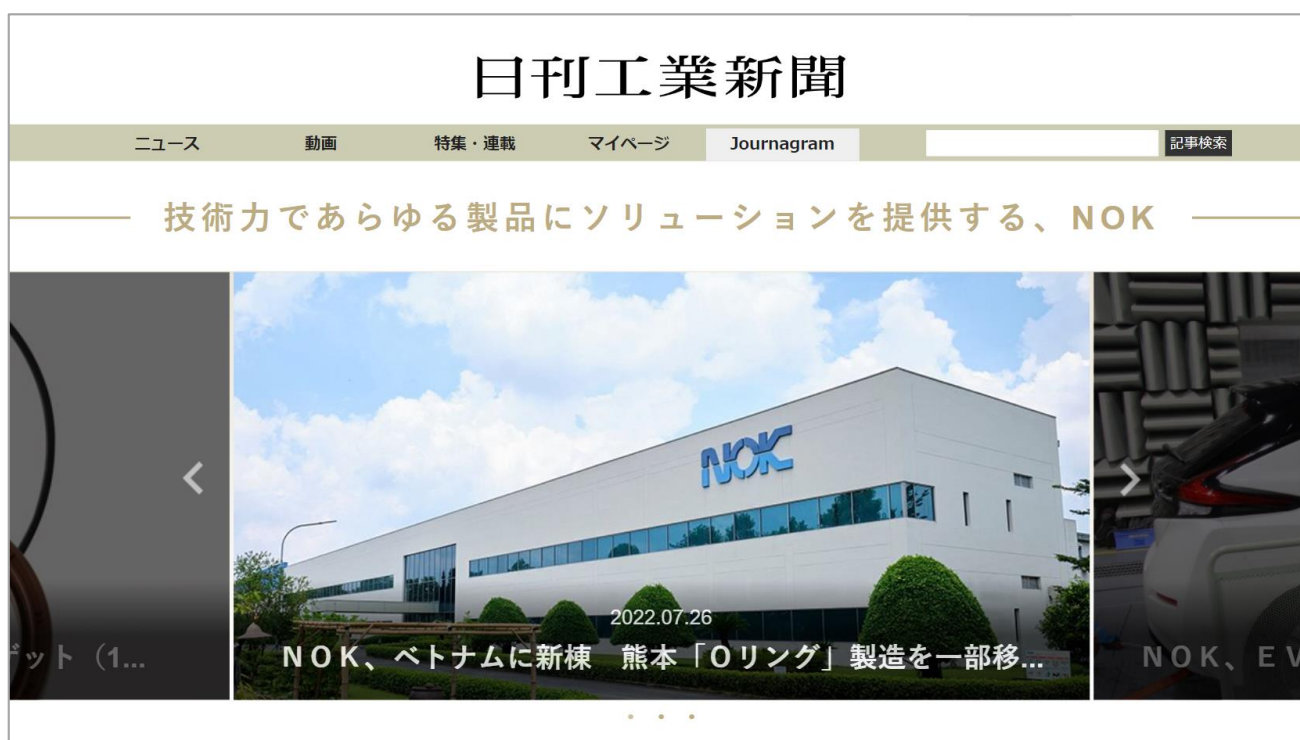 日刊工業新聞
ニュース 動画 特集・連載 マイページ Journagram 記事検索
技術力であらゆる製品にソリューションを提供する、NOK
NOK
2022.07.26
ット（1...
ＮＯＫ、ベトナムに新棟　熊本「Ｏリング」製造を一部移...
ＮＯＫ、ＥＶ